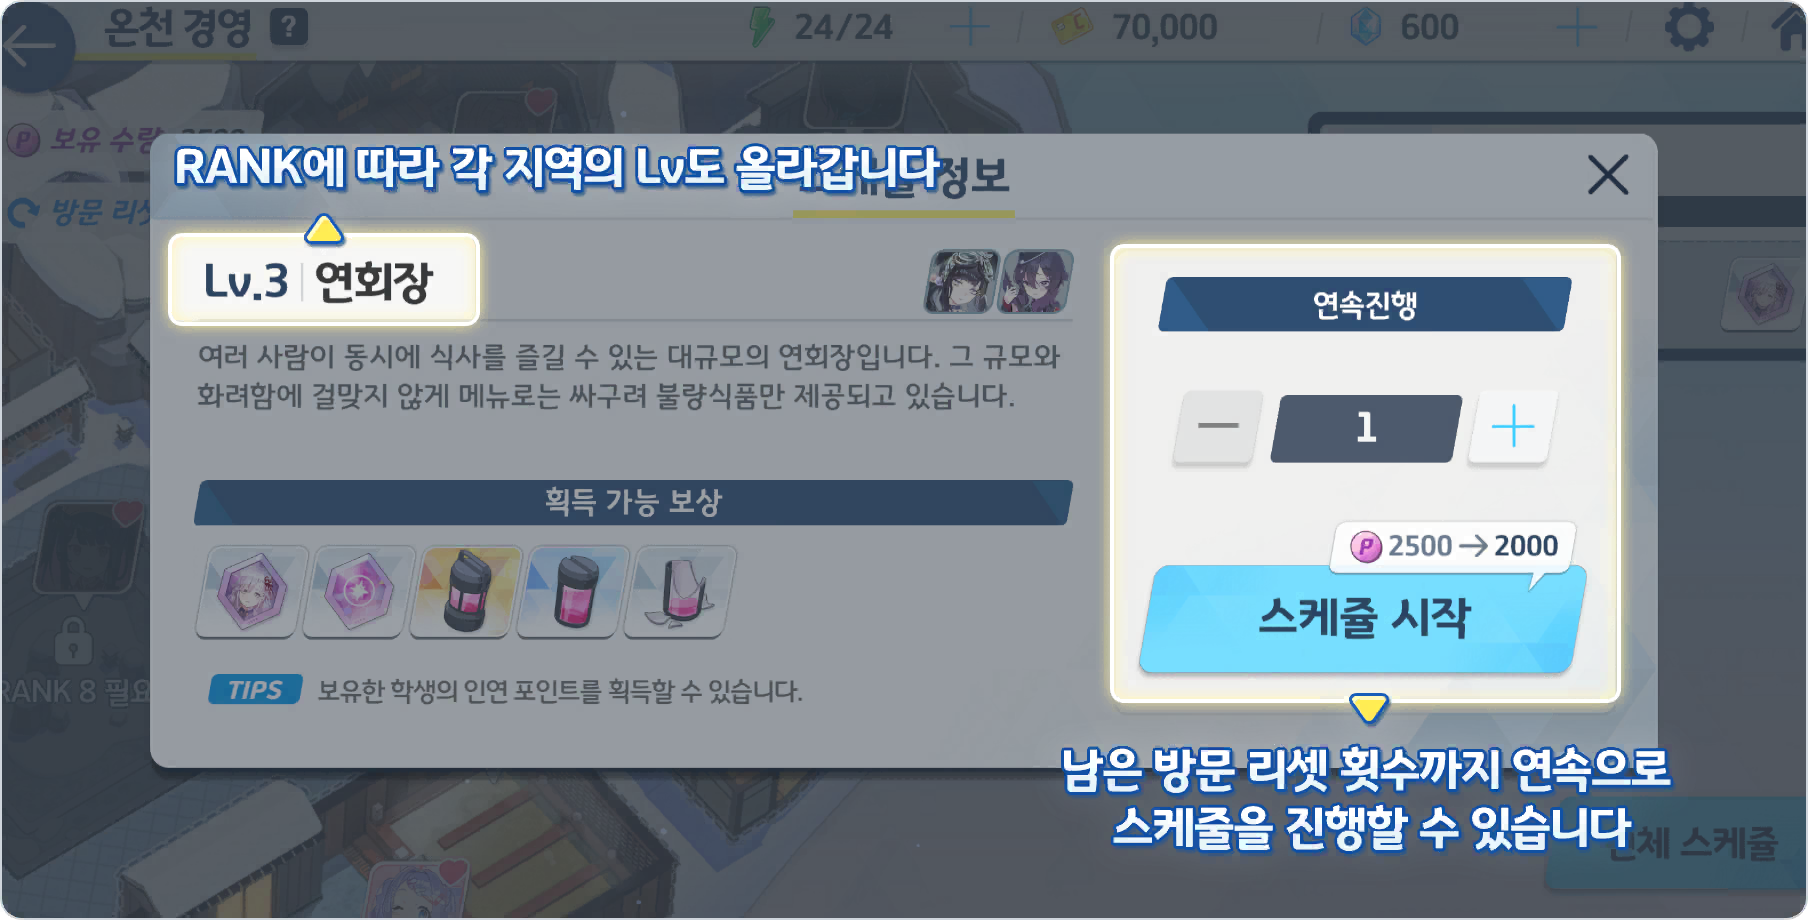 온천 경영 ?
24/24
70,000
600
보유 수량
방문 리셋
RANK에 따라 각 지역의 Lv도 올라갑니다
정보
Lv.3 연회장
여러 사람이 동시에 식사를 즐길 수 있는 대규모의 연회장입니다. 그 규모와
화려함에 걸맞지 않게 메뉴로는 싸구려 불량식품만 제공되고 있습니다.
획득 가능 보상
TIPS 보유한 학생의 인연 포인트를 획득할 수 있습니다.
연속진행
1
P 2500→2000
스케줄 시작
RANK 8 필요
남은 방문 리셋 횟수까지 연속으로
스케줄을 진행할 수 있습니다
전체 스케줄